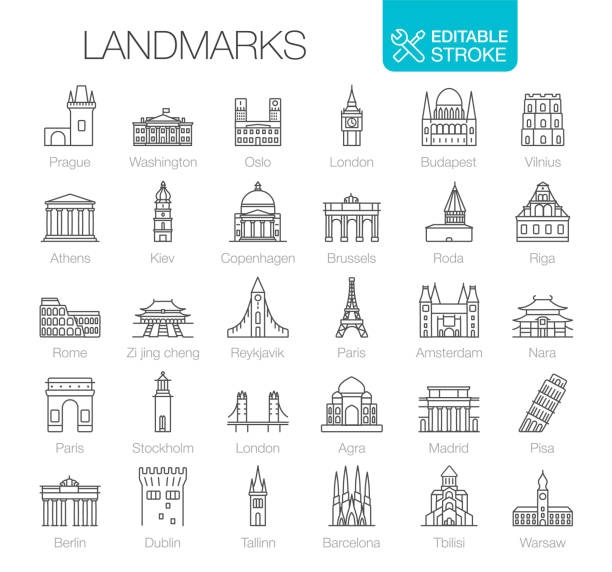 LANDMARKS
EDITABLE
STROKE
Prague Washington Oslo London Budapest Vilnius
Athens Kiev Copenhagen Brussels Roda Riga
Rome Zi jing cheng Reykjavik Paris Amsterdam Nara
Paris Stockholm London Agra Madrid Pisa
Berlin Dublin Tallinn Barcelona Tbilisi Warsaw